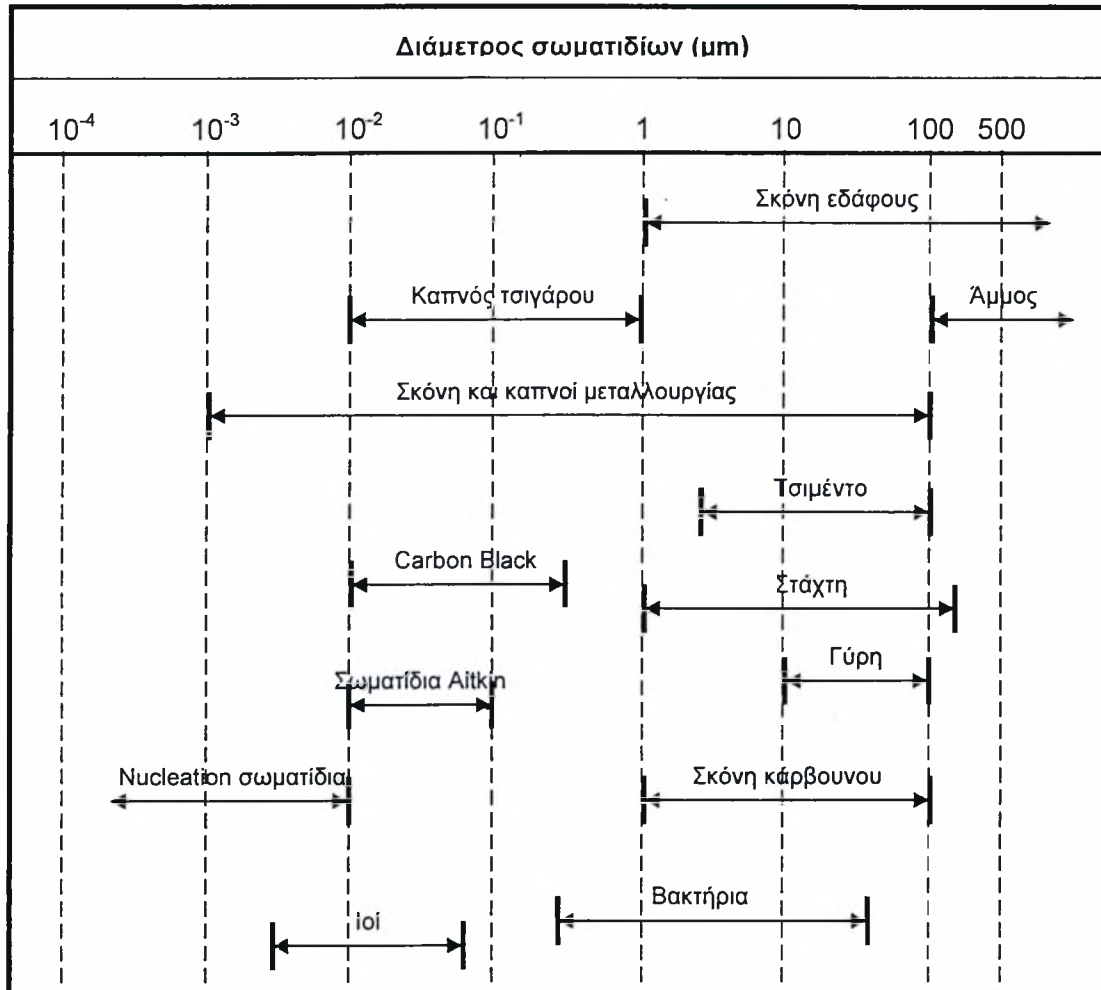 Διάμετρος σωματιδίων (μm)
10⁻⁴ 10⁻³ 10⁻² 10⁻¹ 1 10 100 500
Σκόνη εδάφους
Καπνός τσιγάρου Άμμος
Σκόνη και καπνοί μεταλλουργίας
Τσιμέντο
Carbon Black Στάχτη
Γύρη
Σωματίδια Aitkin
Nucleation σωματίδια Σκόνη κάρβουνου
Βακτήρια
Ιοί